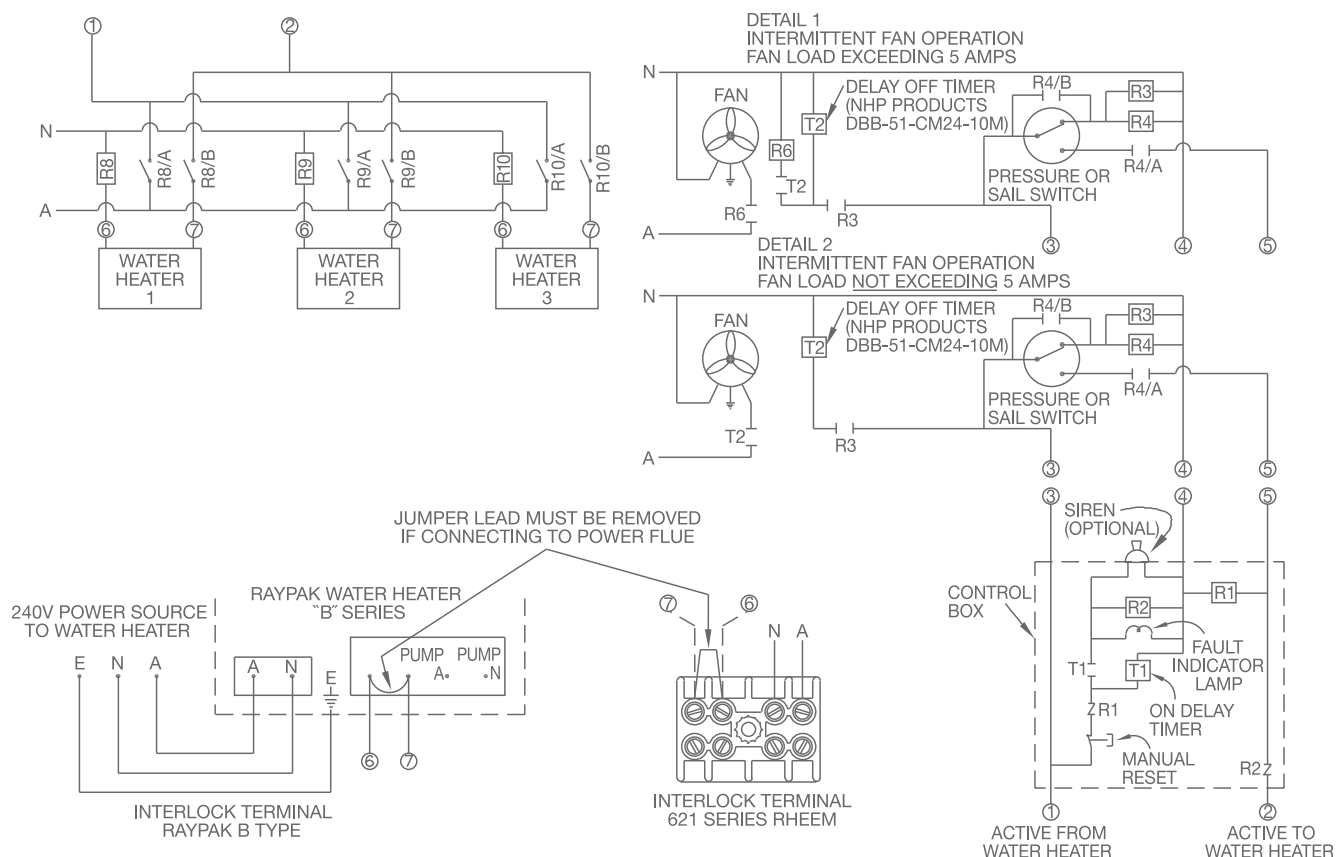 ①
②
N
R8
R8/A
R8/B
R9
R9/A
R9/B
R10
R10/A
R10/B
A
⑥
⑦
⑥
⑦
⑥
⑦
WATER
HEATER
1
WATER
HEATER
2
WATER
HEATER
3
DETAIL 1
INTERMITTENT FAN OPERATION
FAN LOAD EXCEEDING 5 AMPS
N
FAN
DELAY OFF TIMER
(NHP PRODUCTS
DBB-51-CM24-10M)
T2
R6
T2
R6
R3
A
R4/B
R3
R4
R4/A
PRESSURE OR
SAIL SWITCH
③
④
⑤
DETAIL 2
INTERMITTENT FAN OPERATION
FAN LOAD NOT EXCEEDING 5 AMPS
N
FAN
DELAY OFF TIMER
(NHP PRODUCTS
DBB-51-CM24-10M)
T2
T2
R3
A
R4/B
R3
R4
R4/A
PRESSURE OR
SAIL SWITCH
③
④
⑤
③
④
⑤
SIREN
(OPTIONAL)
CONTROL
BOX
R1
R2
FAULT
INDICATOR
LAMP
T1
T1
R1
ON DELAY
TIMER
MANUAL
RESET
R2
①
②
ACTIVE FROM
WATER HEATER
ACTIVE TO
WATER HEATER
JUMPER LEAD MUST BE REMOVED
IF CONNECTING TO POWER FLUE
RAYPAK WATER HEATER
"B" SERIES
240V POWER SOURCE
TO WATER HEATER
E N A
A N
E
PUMP PUMP
A N
⑥
⑦
INTERLOCK TERMINAL
RAYPAK B TYPE
⑦
⑥
N A
INTERLOCK TERMINAL
621 SERIES RHEEM